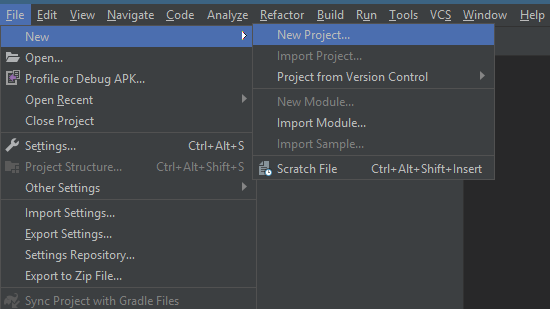 File Edit View Navigate Code Analyze Refactor Build Run Tools VCS Window Help
New
Open...
Profile or Debug APK...
Open Recent
Close Project
Settings... Ctrl+Alt+S
Project Structure... Ctrl+Alt+Shift+S
Other Settings
Import Settings...
Export Settings...
Settings Repository...
Export to Zip File...
Sync Project with Gradle Files
New Project...
Import Project...
Project from Version Control
New Module...
Import Module...
Import Sample...
Scratch File Ctrl+Alt+Shift+Insert